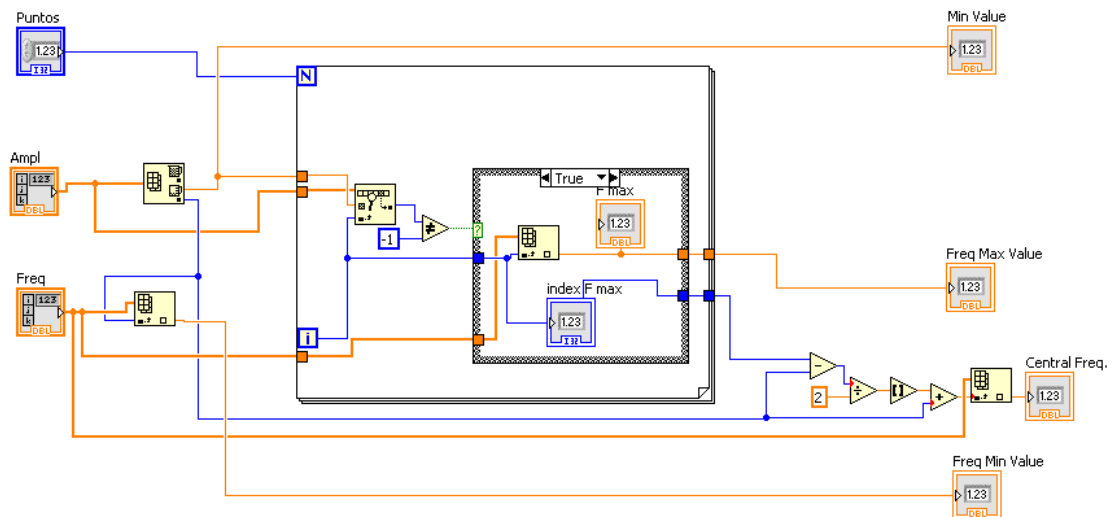 Puntos
1.23
I32
Min Value
1.23
DBL
N
Ampl
i
j
k
123
DBL
True
F max
1.23
DBL
-1
≠
?
Freq Max Value
1.23
DBL
Freq
i
j
k
123
DBL
index F max
1.23
I32
i
Central Freq.
1.23
DBL
-
÷
2
[ ]
+
Freq Min Value
1.23
DBL